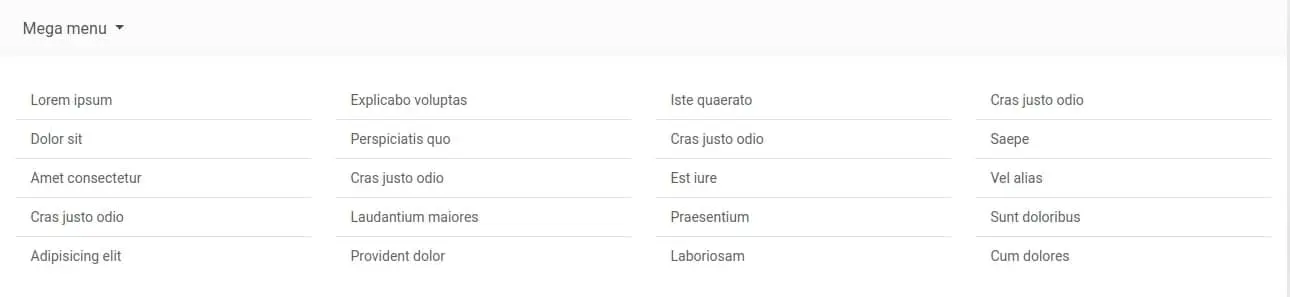 Mega menu
Lorem ipsum
Dolor sit
Amet consectetur
Cras justo odio
Adipisicing elit
Explicabo voluptas
Perspiciatis quo
Cras justo odio
Laudantium maiores
Provident dolor
Iste quaerato
Cras justo odio
Est iure
Praesentium
Laboriosam
Cras justo odio
Saepe
Vel alias
Sunt doloribus
Cum dolores